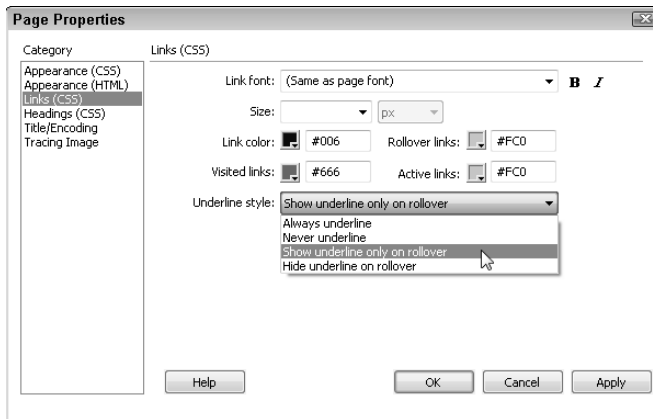 Page Properties
Category
Links (CSS)
Appearance (CSS)
Appearance (HTML)
Links (CSS)
Headings (CSS)
Title/Encoding
Tracing Image
Link font: (Same as page font) B I
Size: px
Link color: #006 Rollover links: #FC0
Visited links: #666 Active links: #FC0
Underline style: Show underline only on rollover
Always underline
Never underline
Show underline only on rollover
Hide underline on rollover
Help OK Cancel Apply